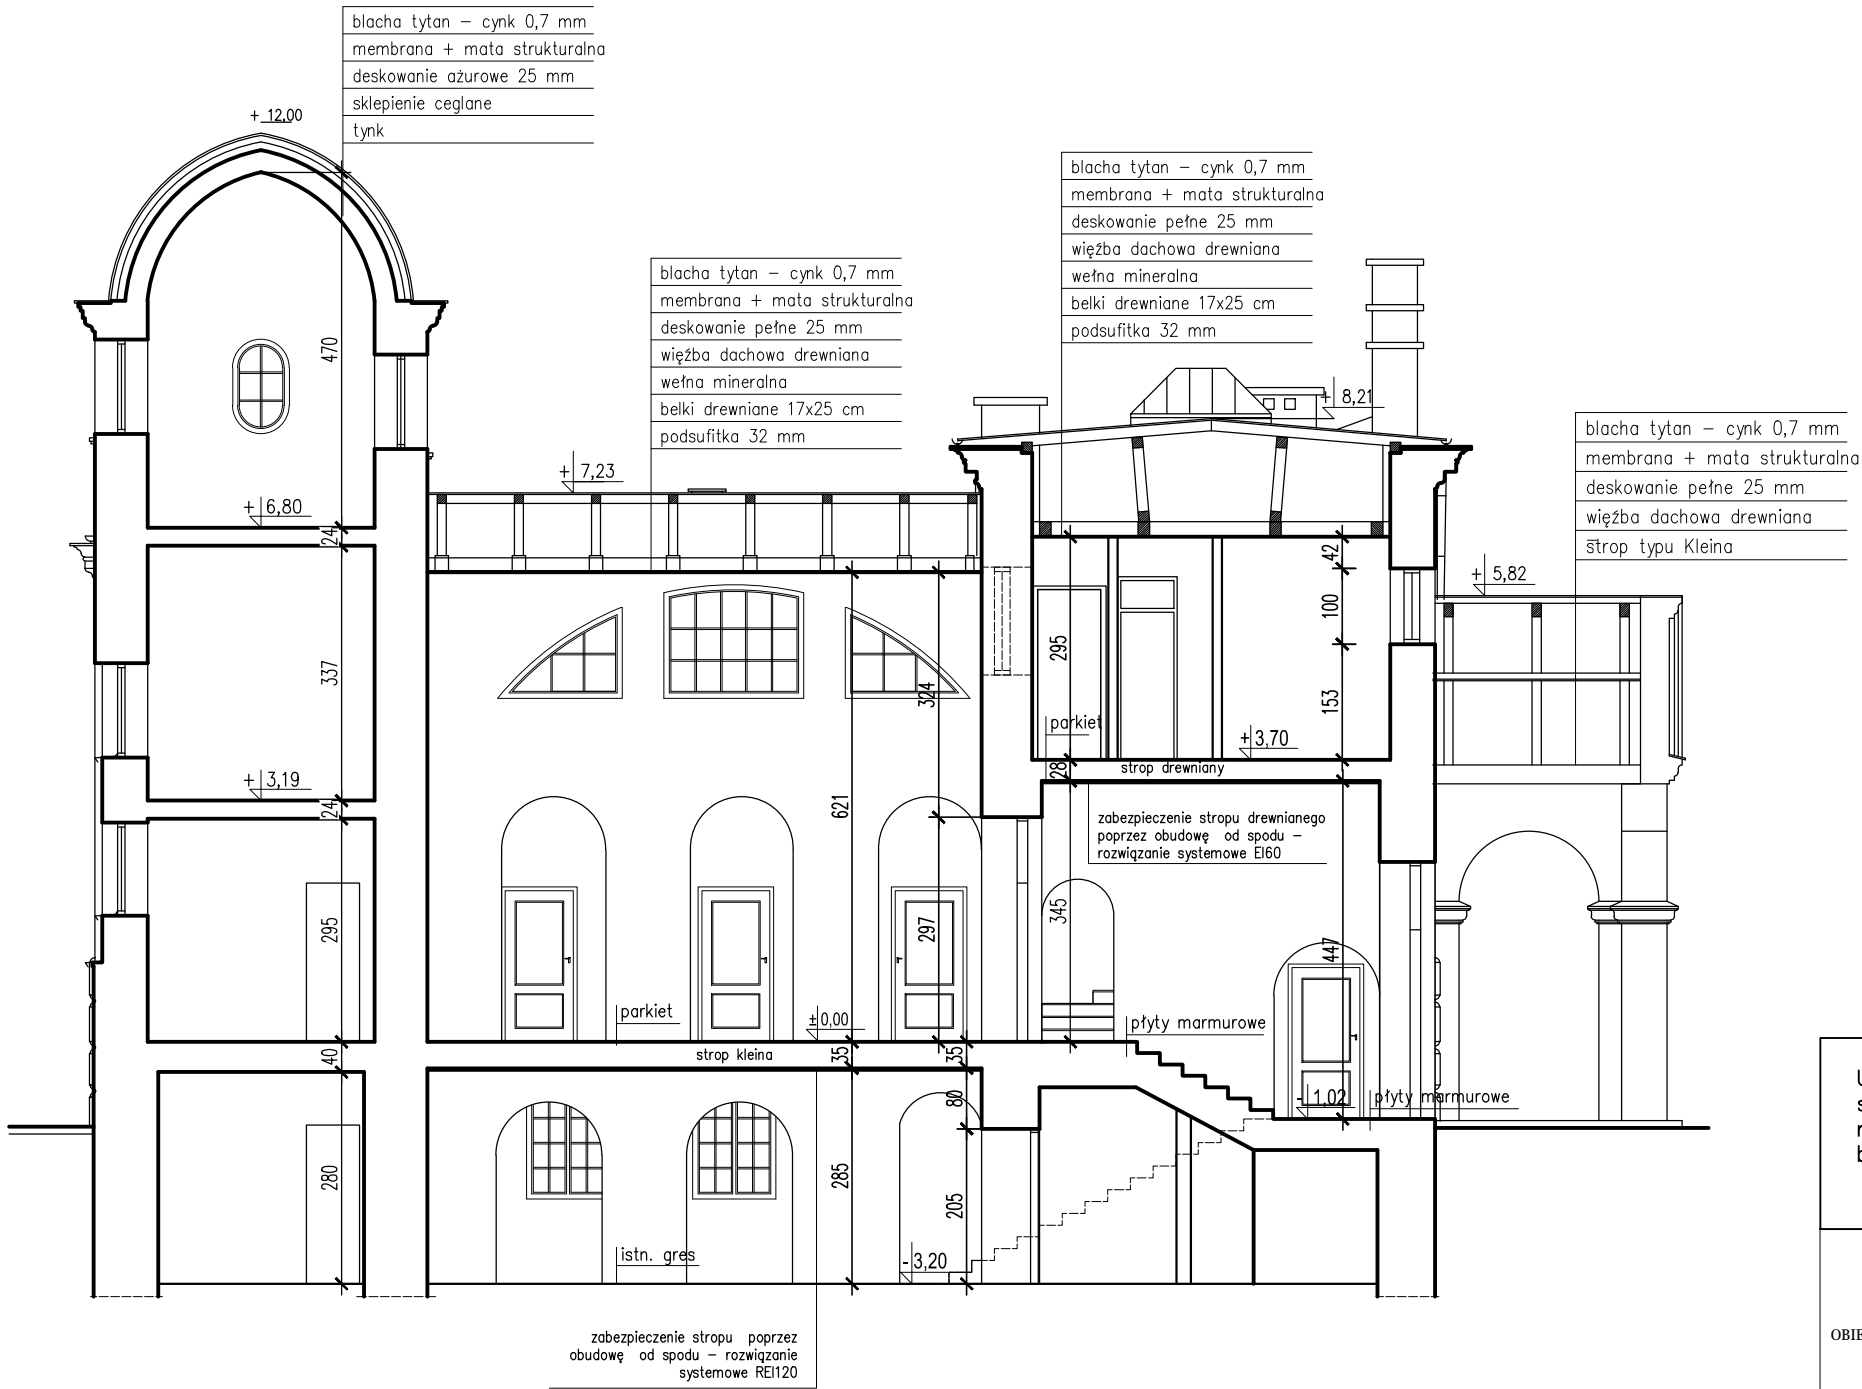 blacha tytan – cynk 0,7 mm
membrana + mata strukturalna
deskowanie ażurowe 25 mm
sklepienie ceglane
tynk
+ 12,00
blacha tytan – cynk 0,7 mm
membrana + mata strukturalna
deskowanie pełne 25 mm
więźba dachowa drewniana
wełna mineralna
belki drewniane 17x25 cm
podsufitka 32 mm
blacha tytan – cynk 0,7 mm
membrana + mata strukturalna
deskowanie pełne 25 mm
więźba dachowa drewniana
wełna mineralna
belki drewniane 17x25 cm
podsufitka 32 mm
blacha tytan – cynk 0,7 mm
membrana + mata strukturalna
deskowanie pełne 25 mm
więźba dachowa drewniana
strop typu Kleina
470
+ 8,21
+ 7,23
+ 6,80
24
42
+ 5,82
100
295
337
324
153
parkiet
+ 3,70
28
strop drewniany
+ 3,19
24
621
zabezpieczenie stropu drewnianego
poprzez obudowę od spodu –
rozwiązanie systemowe EI60
295
297
345
447
parkiet
±0,00
płyty marmurowe
40
strop kleina
35
35
80
- 1,02
płyty marmurowe
280
285
205
istn. gres
- 3,20
zabezpieczenie stropu poprzez
obudowę od spodu – rozwiązanie
systemowe REI120
OBIE